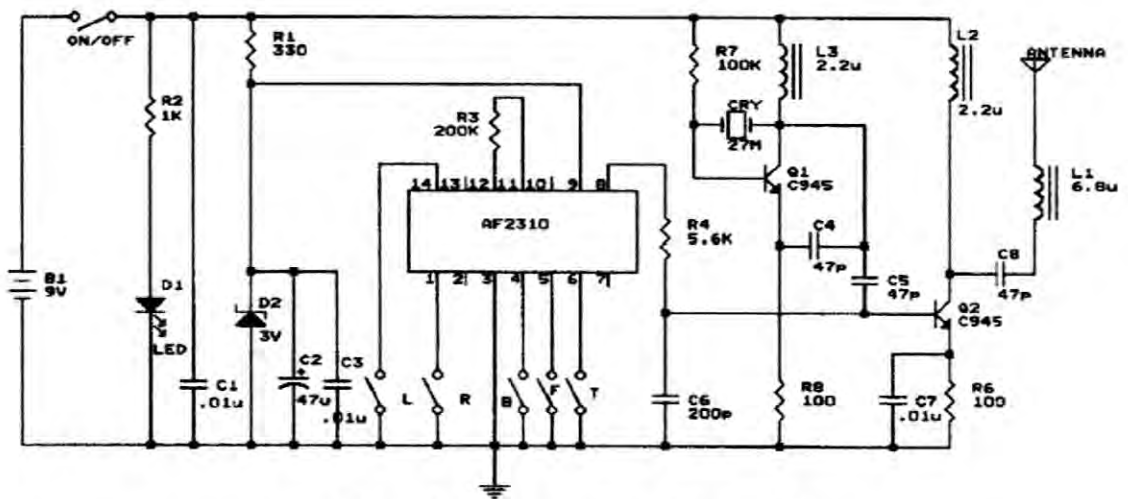 ON/OFF
R1
330
R2
1K
R3
200K
R7
100K
L3
2.2u
L2
2.2u
ANTENNA
CRY
27M
Q1
C945
L1
6.8u
14 13 12 11 10 9 8
AF2310
1 2 3 4 5 6 7
R4
5.6K
C4
47p
C5
47p
C8
47p
Q2
C945
B1
9V
D1
LED
D2
3V
C1
.01u
C2
+
47u
C3
.01u
L
R
B
F
T
C6
200p
R8
100
C7
.01u
R6
100